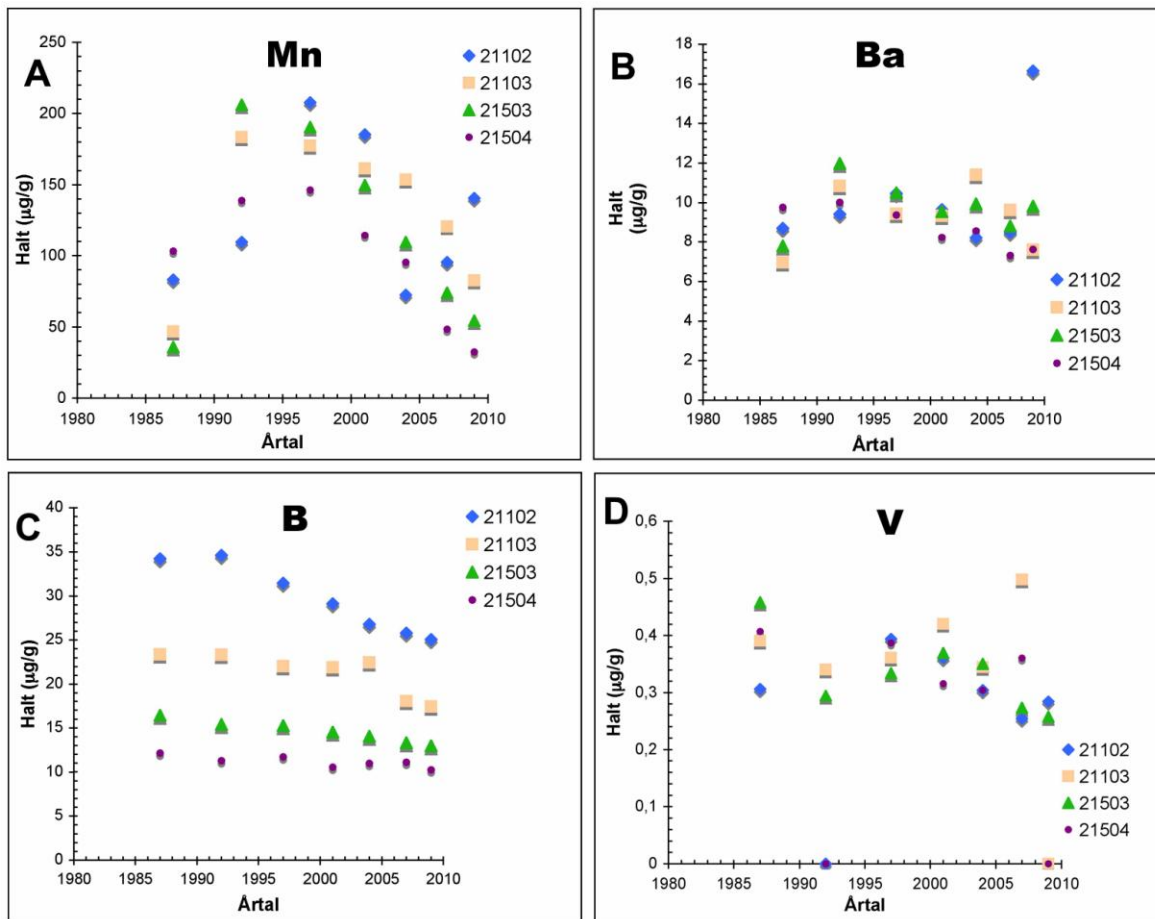 A
Mn
250
200
150
100
50
0
Halt (µg/g)
1980 1985 1990 1995 2000 2005 2010
Årtal
21102
21103
21503
21504
B
Ba
18
16
14
12
10
8
6
4
2
0
Halt
(µg/g)
1980 1985 1990 1995 2000 2005 2010
Årtal
21102
21103
21503
21504
C
B
40
35
30
25
20
15
10
5
0
Halt (µg/g)
1980 1985 1990 1995 2000 2005 2010
Årtal
21102
21103
21503
21504
D
V
0,6
0,5
0,4
0,3
0,2
0,1
0
Halt (µg/g)
1980 1985 1990 1995 2000 2005 2010
Årtal
21102
21103
21503
21504